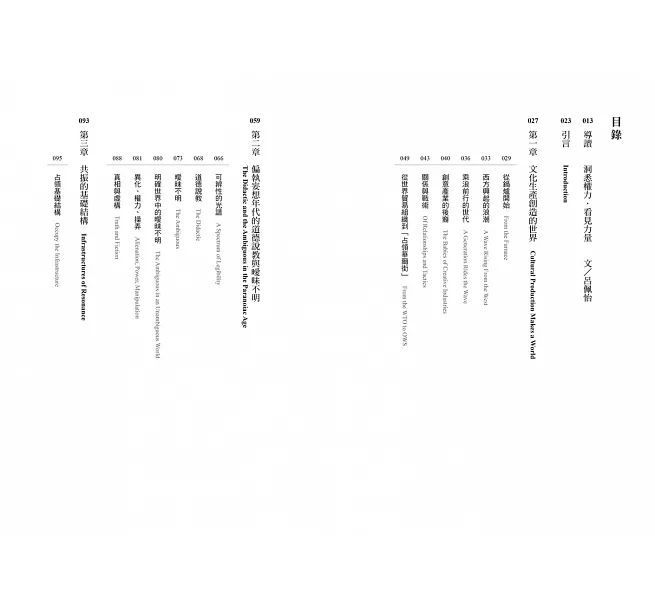 目錄
013 導讀 洞悉權力，看見力量 文／呂佩怡
023 引言 Introduction
027 第一章 文化生產創造的世界 Cultural Production Makes a World
029 從鍋爐開始 From the Furnace
033 西方興起的浪潮 A Wave Rising From the West
036 乘浪前行的世代 A Generation Rides the Wave
040 創意產業的後裔 The Babies of Creative Industries
043 關係與戰術 Of Relationships and Tactics
049 從世界貿易組織到「占領華爾街」 From the WTO to OWS
059 第二章 偏執妄想年代的道德說教與曖昧不明 The Didactic and the Ambiguous in the Paranoiac Age
066 可辨性的光譜 A Spectrum of Legibility
068 道德說教 The Didactic
073 曖昧不明 The Ambiguous
080 明確世界中的曖昧不明 The Ambiguous in an Unambiguous World
081 異化、權力、操弄 Alienation, Power, Manipulation
088 真相與虛構 Truth and Fiction
093 第三章 共振的基礎結構 Infrastructures of Resonance
095 占領基礎結構 Occupy the Infrastructure